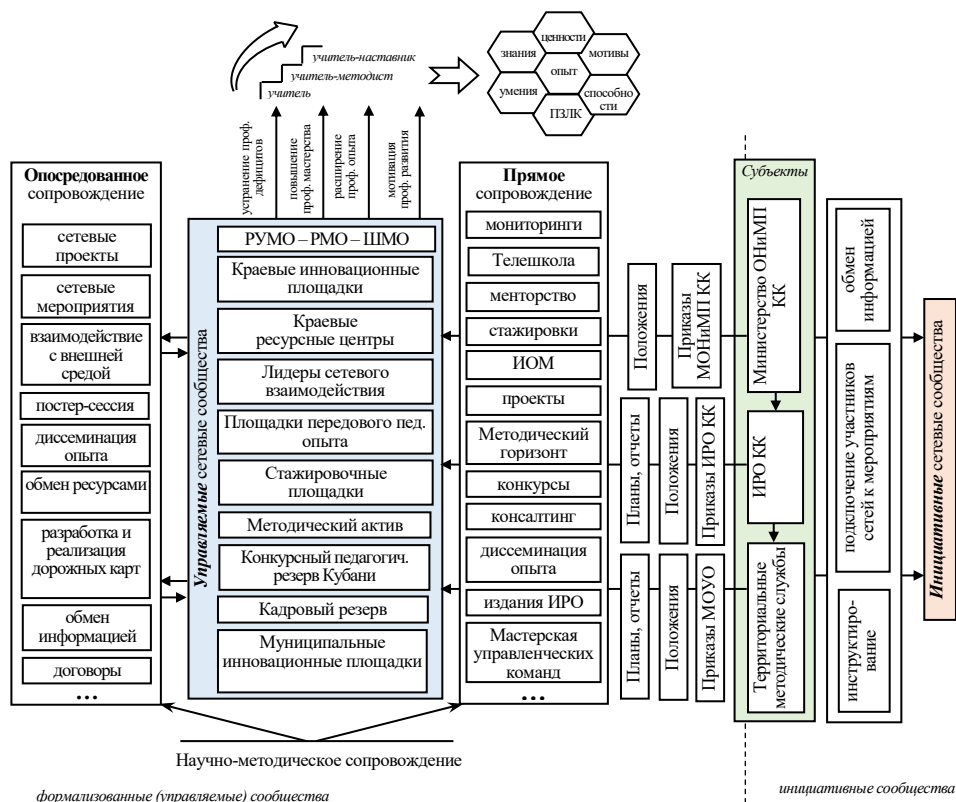 ценности
знания
мотивы
опыт
умения
способно
сти
ПЗЛК
учитель-наставник
учитель-методист
учитель
устранение проф.
дефицитов
повышение
проф. мастерства
расширение
проф. опыта
мотивация
проф. развития
Опосредованное
сопровождение
сетевые
проекты
сетевые
мероприятия
взаимодействие
с внешней
средой
постер-сессия
диссеминация
опыта
обмен ресурсами
разработка и
реализация
дорожных карт
обмен
информацией
договоры
...
Управляемые сетевые сообщества
РУМО – РМО – ШМО
Краевые инновационные
площадки
Краевые
ресурсные центры
Лидеры сетевого
взаимодействия
Площадки передового пед.
опыта
Стажировочные
площадки
Методический актив
Конкурсный педагогич.
резерв Кубани
Кадровый резерв
Муниципальные
инновационные площадки
Прямое
сопровождение
мониторинги
Телешкола
менторство
стажировки
ИОМ
проекты
Методический
горизонт
конкурсы
консалтинг
диссеминация
опыта
издания ИРО
Мастерская
управленческих
команд
...
Положения
Приказы
МОНиМП КК
Планы, отчеты
Положения
Приказы ИРО КК
Планы, отчеты
Положения
Приказы МОУО
Субъекты
Министерство ОНиМП
КК
ИРО КК
Территориальные
методические службы
обмен
информацией
подключение участников
сетей к мероприятиям
инструктиро-
вание
Инициативные сетевые сообщества
Научно-методическое сопровождение
формализованные (управляемые) сообщества
инициативные сообщества